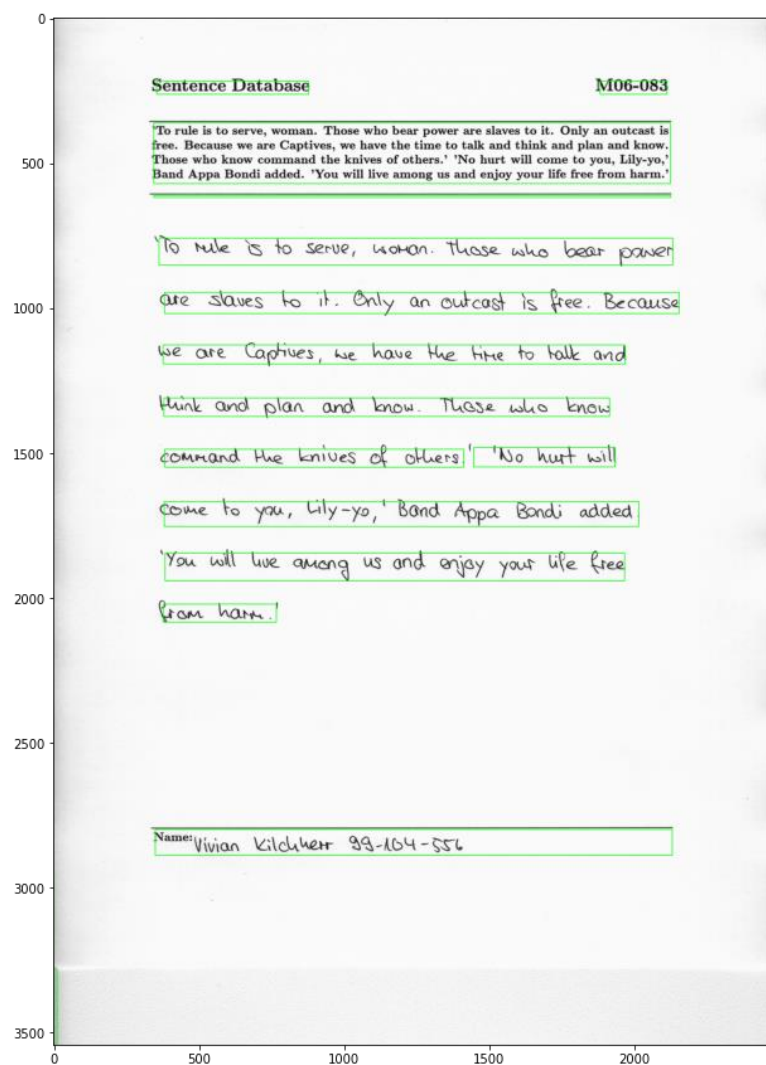 Sentence Database M06-083
'To rule is to serve, woman. Those who bear power are slaves to it. Only an outcast is
free. Because we are Captives, we have the time to talk and think and plan and know.
Those who know command the knives of others.' 'No hurt will come to you, Lily-yo,'
Band Appa Bondi added. 'You will live among us and enjoy your life free from harm.'
'To rule is to serve, woman. Those who bear power
are slaves to it. Only an outcast is free. Because
we are Captives, we have the time to talk and
think and plan and know. Those who know
command the knives of others.' 'No hurt will
come to you, Lily-yo,' Band Appa Bondi added
'You will live among us and enjoy your life free
from harm.'
Name: Vivian Kilchherr 99-104-556
0
500
1000
1500
2000
2500
3000
3500
0 500 1000 1500 2000